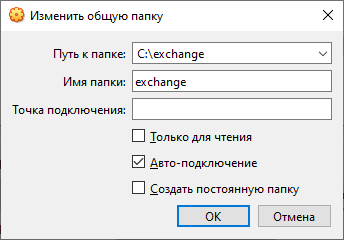 Изменить общую папку
Путь к папке: C:\exchange
Имя папки: exchange
Точка подключения:
Только для чтения
Авто-подключение
Создать постоянную папку
OK Отмена